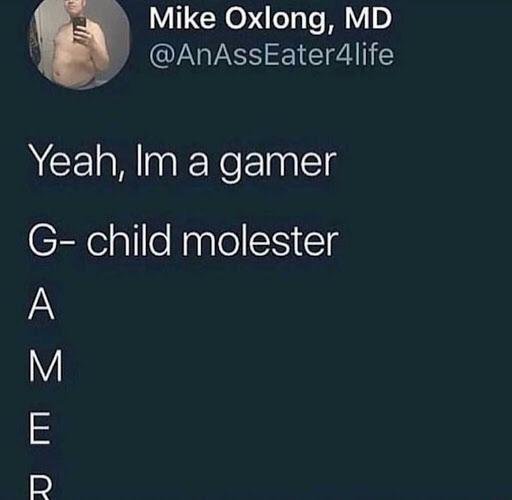 Mike Oxlong, MD
@AnAssEater4life
Yeah, Im a gamer
G- child molester
A
M
E
R